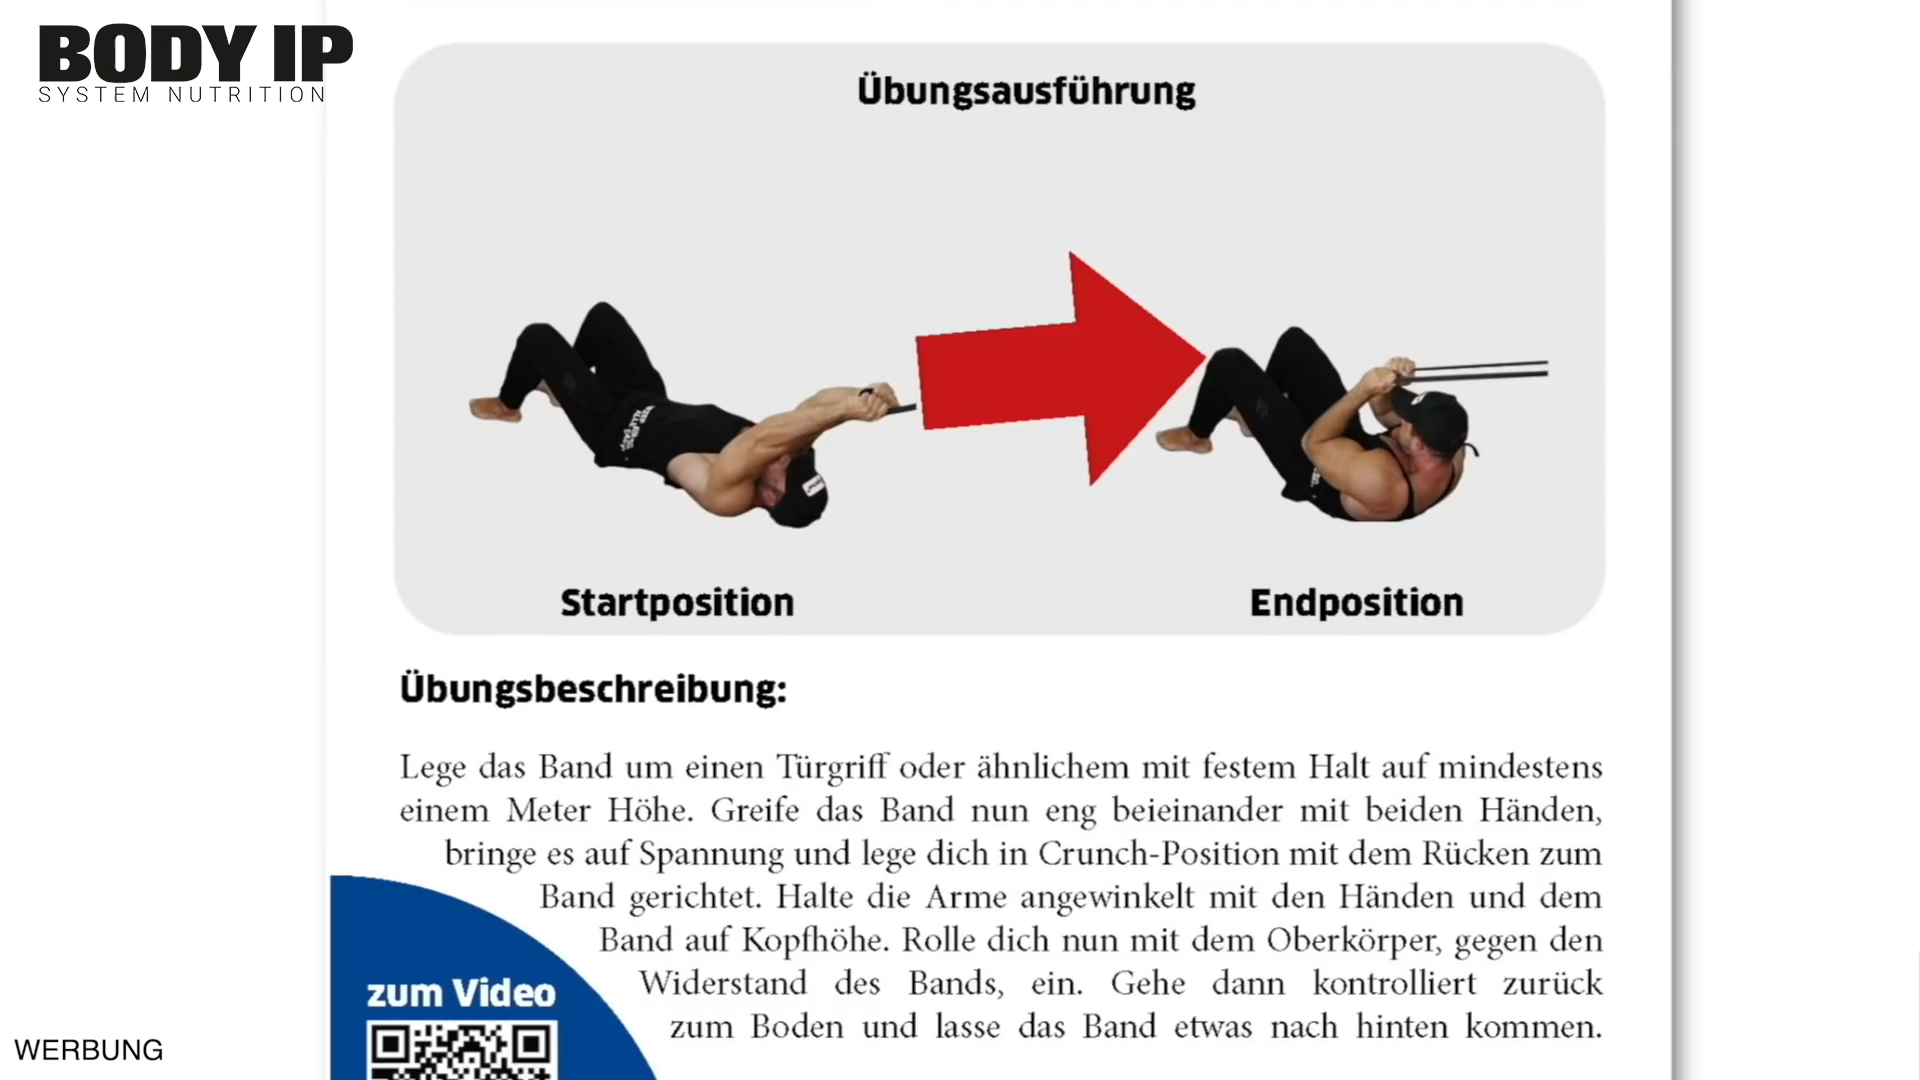 BODY IP
SYSTEM NUTRITION
Übungsausführung
Startposition
Endposition
Übungsbeschreibung:
Lege das Band um einen Türgriff oder ähnlichem mit festem Halt auf mindestens
einem Meter Höhe. Greife das Band nun eng beieinander mit beiden Händen,
bringe es auf Spannung und lege dich in Crunch-Position mit dem Rücken zum
Band gerichtet. Halte die Arme angewinkelt mit den Händen und dem
Band auf Kopfhöhe. Rolle dich nun mit dem Oberkörper, gegen den
Widerstand des Bands, ein. Gehe dann kontrolliert zurück
zum Boden und lasse das Band etwas nach hinten kommen.
zum Video
WERBUNG